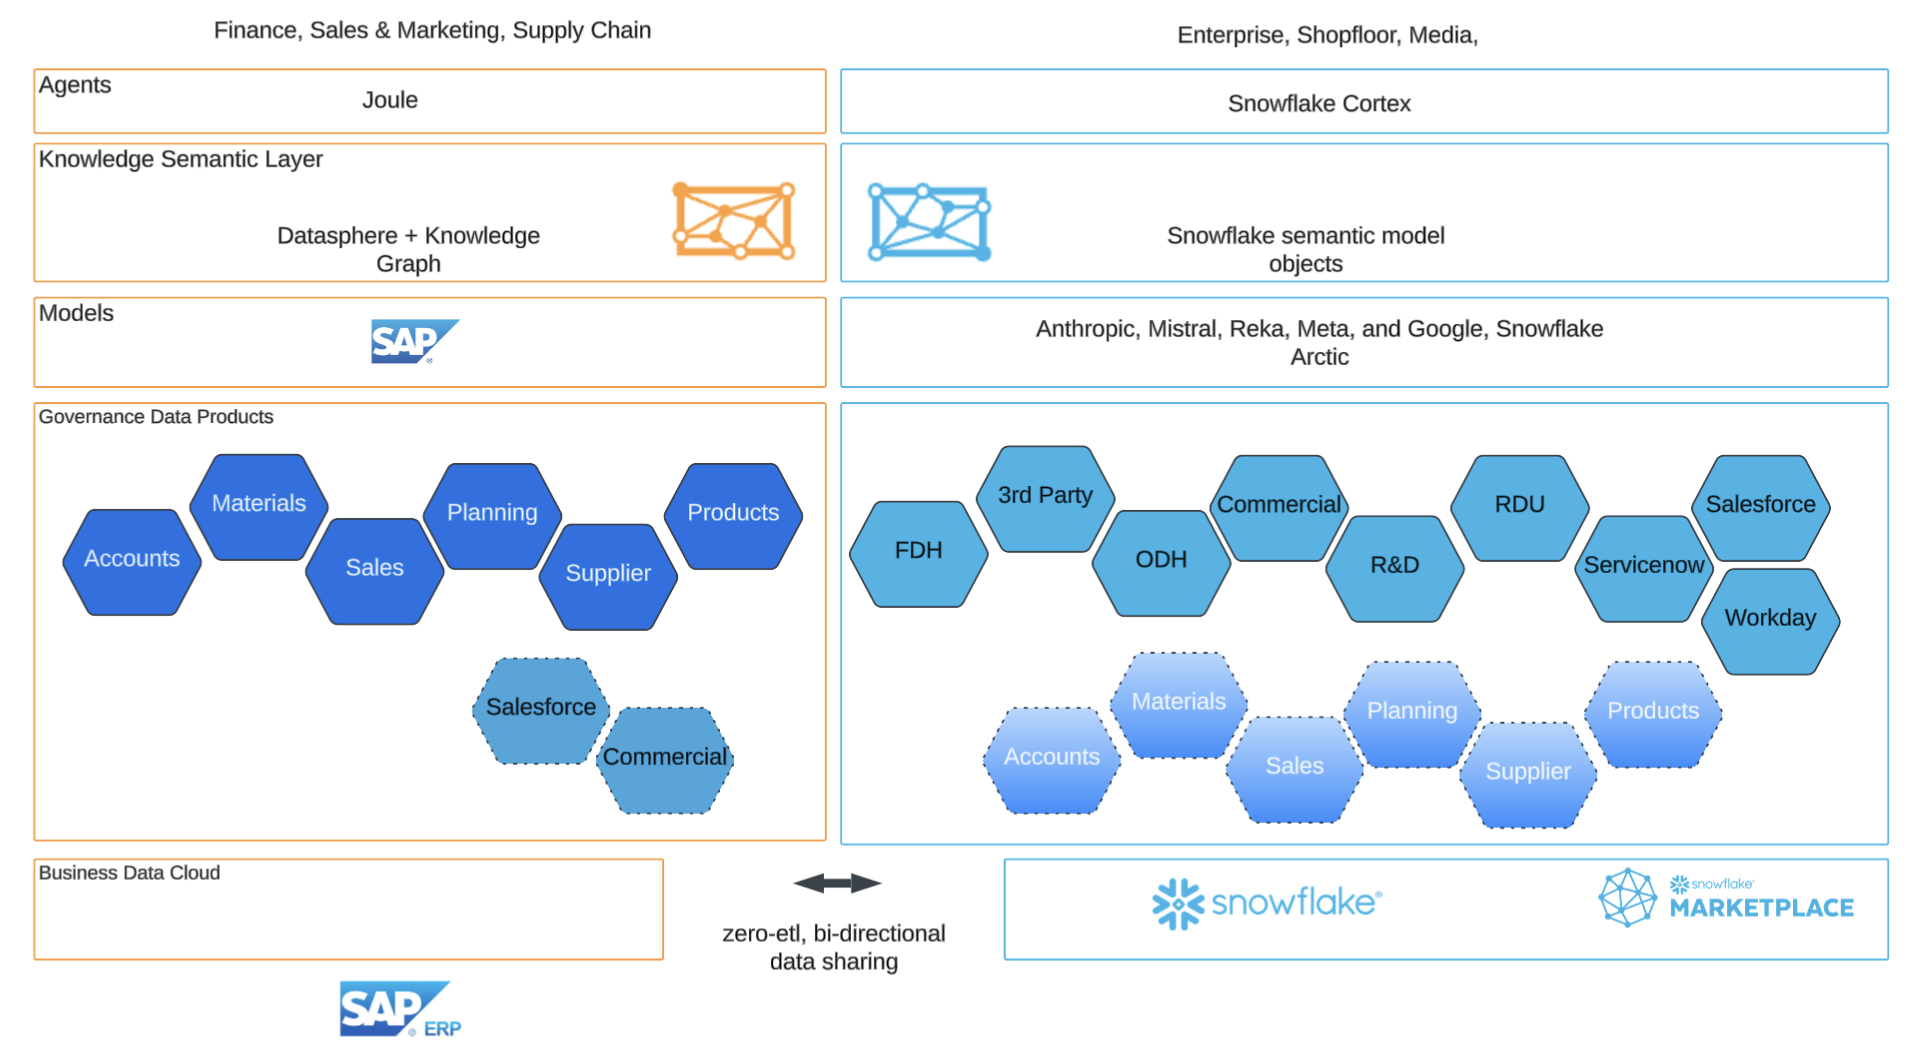 Finance, Sales & Marketing, Supply Chain
Enterprise, Shopfloor, Media,
Agents
Joule
Snowflake Cortex
Knowledge Semantic Layer
Datasphere + Knowledge
Graph
Snowflake semantic model
objects
Models
SAP®
Anthropic, Mistral, Reka, Meta, and Google, Snowflake
Arctic
Governance Data Products
Accounts
Materials
Sales
Planning
Supplier
Products
Salesforce
Commercial
FDH
3rd Party
ODH
Commercial
R&D
RDU
Servicenow
Salesforce
Workday
Accounts
Materials
Sales
Planning
Supplier
Products
Business Data Cloud
zero-etl, bi-directional
data sharing
snowflake®
snowflake®
MARKETPLACE
SAP® ERP